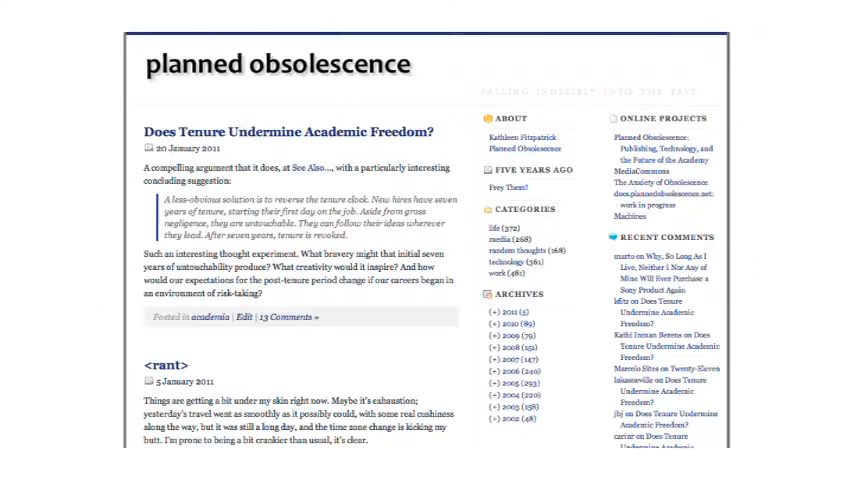 planned obsolescence
FALLING INDELIBLY INTO THE PAST
Does Tenure Undermine Academic Freedom?
20 January 2011
A compelling argument that it does, at See Also..., with a particularly interesting
concluding suggestion:
A less-obvious solution is to reverse the tenure clock. New hires have seven
years of tenure, starting their first day on the job. Aside from gross
negligence, they are untouchable. They can follow their ideas wherever
they lead. After seven years, tenure is revoked.
Such an interesting thought experiment. What bravery might that initial seven
years of untouchability produce? What creativity would it inspire? And how
would our expectations for the post-tenure period change if our careers began in
an environment of risk-taking?
Posted in academia | Edit | 13 Comments »
<rant>
5 January 2011
Things are getting a bit under my skin right now. Maybe it's exhaustion;
yesterday's travel went as smoothly as it possibly could, with some real cushiness
along the way, but it was still a long day, and the time zone change is kicking my
butt. I'm prone to being a bit crankier than usual, it's clear.
ABOUT
Kathleen Fitzpatrick
Planned Obsolescence
FIVE YEARS AGO
Frey Them!
CATEGORIES
life (372)
media (268)
random thoughts (168)
technology (361)
work (481)
ARCHIVES
(+) 2011 (5)
(+) 2010 (89)
(+) 2009 (79)
(+) 2008 (151)
(+) 2007 (147)
(+) 2006 (240)
(+) 2005 (293)
(+) 2004 (220)
(+) 2003 (158)
(+) 2002 (48)
ONLINE PROJECTS
Planned Obsolescence:
Publishing, Technology, and
the Future of the Academy
MediaCommons
The Anxiety of Obsolescence
docs.plannedobsolescence.net:
work in progress
Machines
RECENT COMMENTS
marto on Why, So Long As I
Live, Neither I Nor Any of
Mine Will Ever Purchase a
Sony Product Again
kfitz on Does Tenure
Undermine Academic
Freedom?
Kathi Inman Berens on Does
Tenure Undermine Academic
Freedom?
Marcelo Sites on Twenty-Eleven
lukasneville on Does Tenure
Undermine Academic
Freedom?
jbj on Does Tenure Undermine
Academic Freedom?
on Does Tenure
Undermine Academic